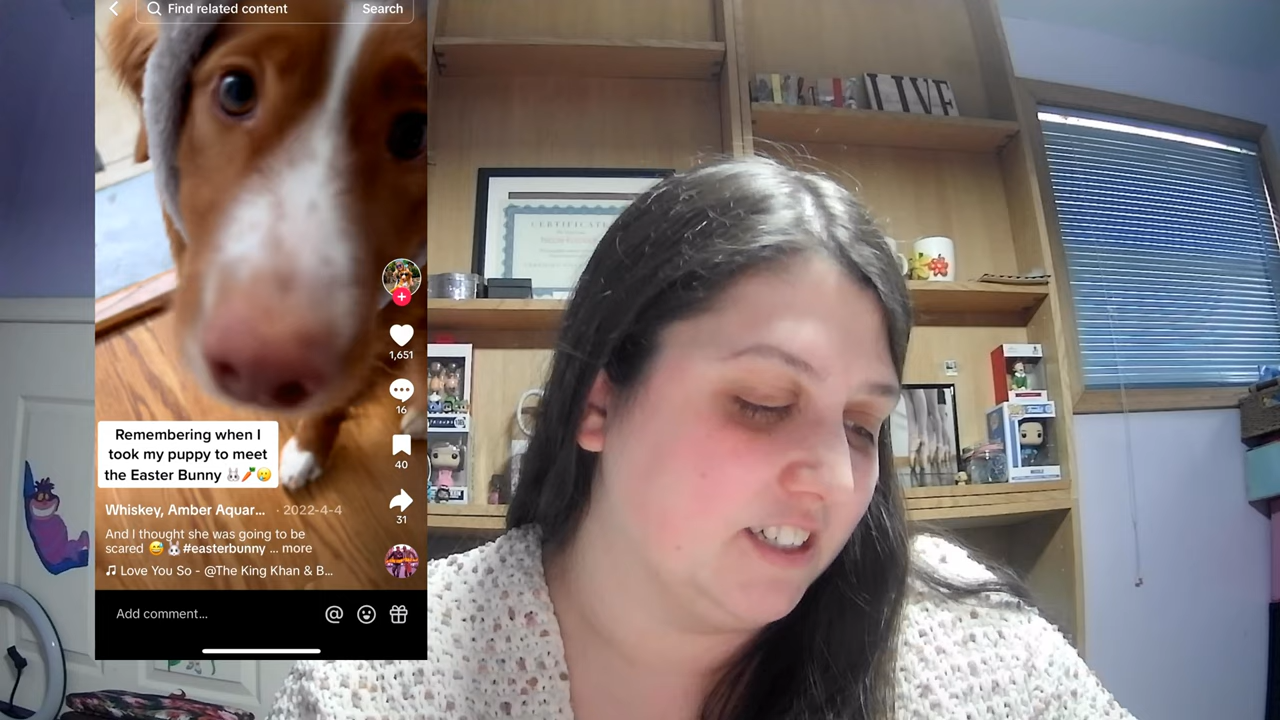 Find related content
Search
LIVE
CERTIFICATE
1,651
16
40
31
Remembering when I
took my puppy to meet
the Easter Bunny 🐰🥕🥲
Whiskey, Amber Aquar... · 2022-4-4
And I thought she was going to be
scared 😅🐰#easterbunny ... more
♫ Love You So - @The King Khan & B...
Add comment...